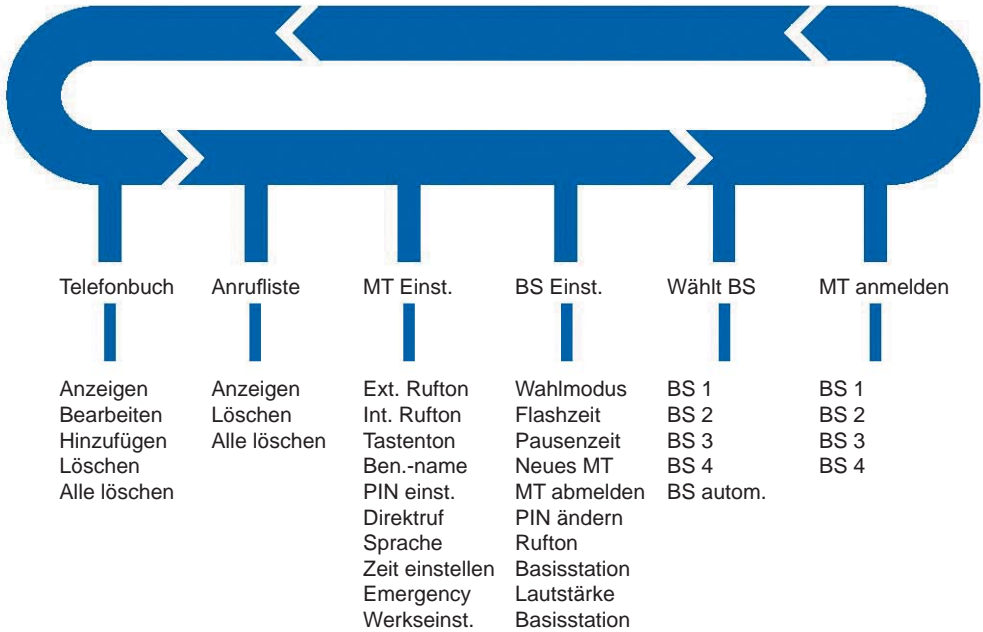 Telefonbuch
Anrufliste
MT Einst.
BS Einst.
Wählt BS
MT anmelden
Anzeigen
Bearbeiten
Hinzufügen
Löschen
Alle löschen
Anzeigen
Löschen
Alle löschen
Ext. Rufton
Int. Rufton
Tastenton
Ben.-name
PIN einst.
Direktruf
Sprache
Zeit einstellen
Emergency
Werkseinst.
Wahlmodus
Flashzeit
Pausenzeit
Neues MT
MT abmelden
PIN ändern
Rufton
Basisstation
Lautstärke
Basisstation
BS 1
BS 2
BS 3
BS 4
BS autom.
BS 1
BS 2
BS 3
BS 4